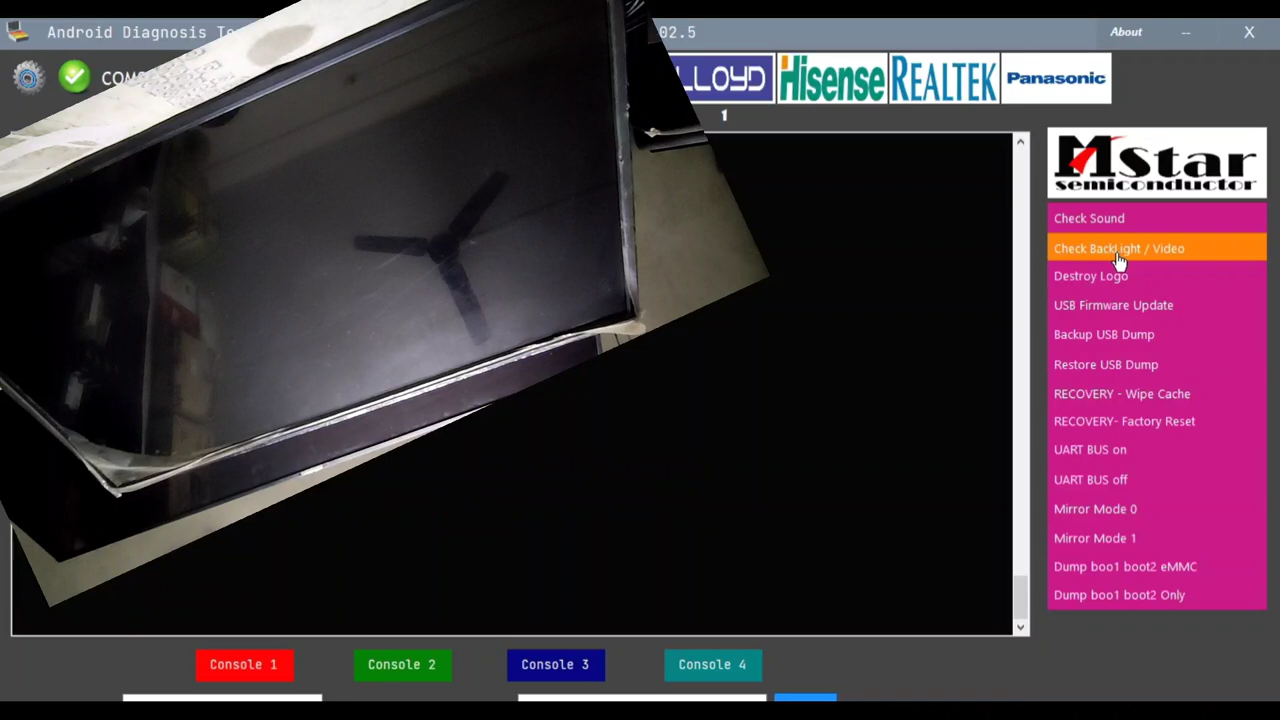 Android Diagnosis
02.5
About
--
X
LLOYD
Hisense
REALTEK
Panasonic
1
MStar
semiconductor
Check Sound
Check BackLight / Video
Destroy Logo
USB Firmware Update
Backup USB Dump
Restore USB Dump
RECOVERY - Wipe Cache
RECOVERY- Factory Reset
UART BUS on
UART BUS off
Mirror Mode 0
Mirror Mode 1
Dump boo1 boot2 eMMC
Dump boo1 boot2 Only
Console 1
Console 2
Console 3
Console 4